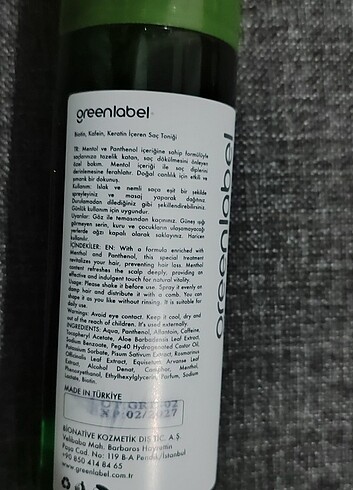 greenlabel
Biotin, Kafein, Keratin İçeren Saç Toniği
TR: Mentol ve Panthenol içeriğine sahip formülüyle
saçlarınıza tazelik katan, saç dökülmesini önleyen
özel bakım. Mentol içeriği ile saç diplerini
derinlemesine ferahlatır. Doğal canlılık için etkili ve
şımarık bir dokunuş.
Kullanım: Islak ve nemli saça eşit bir şekilde
spreyleyiniz ve masaj yaparak dağıtınız.
Durulamadan dilediğiniz gibi şekillendirebilirsiniz.
Günlük kullanım için uygundur.
Uyarılar: Göz ile temasından kaçınınız. Güneş ışığı
görmeyen serin, kuru ve çocukların ulaşamayacağı
yerlerde ağzı kapalı olarak saklayınız. Haricen
kullanılır.
İÇİNDEKİLER: EN: With a formula enriched with
Menthol and Panthenol, this special treatment
revitalizes your hair, preventing hair loss. Menthol
content refreshes the scalp deeply, providing an
effective and indulgent touch for natural vitality.
Usage: Please shake it before use. Spray it evenly on
damp hair and distribute it with a comb. You can
shape it as you like without rinsing. It is suitable for
daily use.
Warnings: Avoid eye contact. Keep it cool, dry and
out of the reach of children. It's used externally.
INGREDIENTS: Aqua, Panthenol, Allantoin, Caffeine,
Tocopheryl Acetate, Aloe Barbadensis Leaf Extract,
Sodium Benzoate, Peg-40 Hydrogenated Castor Oil,
Potassium Sorbate, Pisum Sativum Extract, Rosmarinus
Officinalis Leaf Extract, Equisetum Arvense Leaf
Extract, Alcohol Denat, Camphor, Menthol,
Phenoxyethanol, Ethylhexylglycerin, Parfum, Sodium
Biotin.
MADE IN TÜRKİYE
XP:02/2027
BİONATİVE KOZMETİK DIŞ TİC. A.Ş.
Velibaba Mah. Barbaros Hayrettin
Paşa Cad. No: 119 B-A Pendik/İstanbul
+90 850 414 84 65
www.greenlabel.com.tr
greenlabel